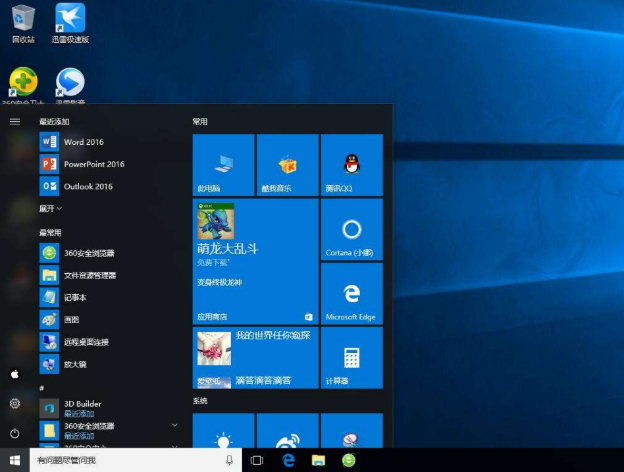 回收站
迅雷极速版
360安全卫士
迅雷影音
最近添加
Word 2016
PowerPoint 2016
Outlook 2016
展开
最常用
360安全浏览器
文件资源管理器
记事本
画图
远程桌面连接
放大镜
#
3D Builder
最近添加
360安全浏览器
最近添加
常用
此电脑
酷我音乐
腾讯QQ
萌龙大乱斗
免费下载
变身终极龙神
应用商店
Cortana (小娜)
Microsoft Edge
我的世界任你窥探
爱壁纸
滴答滴答滴答
计算器
系统
有问题尽管问我